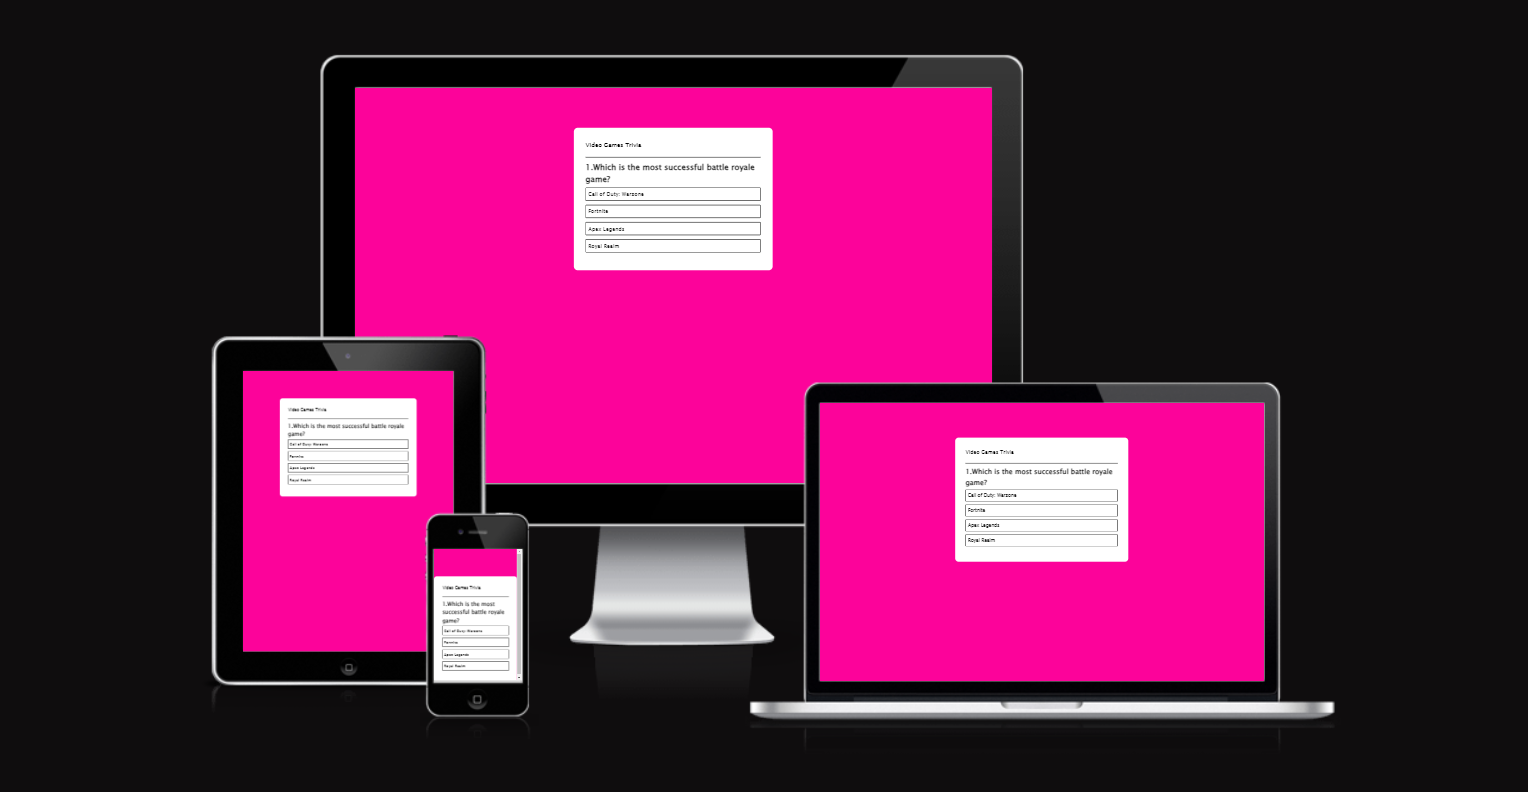 Video Games Trivia
1.Which is the most successful battle royale
game?
Call of Duty: Warzone
Fortnite
Apex Legends
Royal Realm
Video Games Trivia
1.Which is the most successful battle royale
game?
Call of Duty: Warzone
Fortnite
Apex Legends
Royal Realm
Video Games Trivia
1.Which is the most
successful battle royale
game?
Call of Duty: Warzone
Fortnite
Apex Legends
Royal Realm
Video Games Trivia
1.Which is the most successful battle royale
game?
Call of Duty: Warzone
Fortnite
Apex Legends
Royal Realm